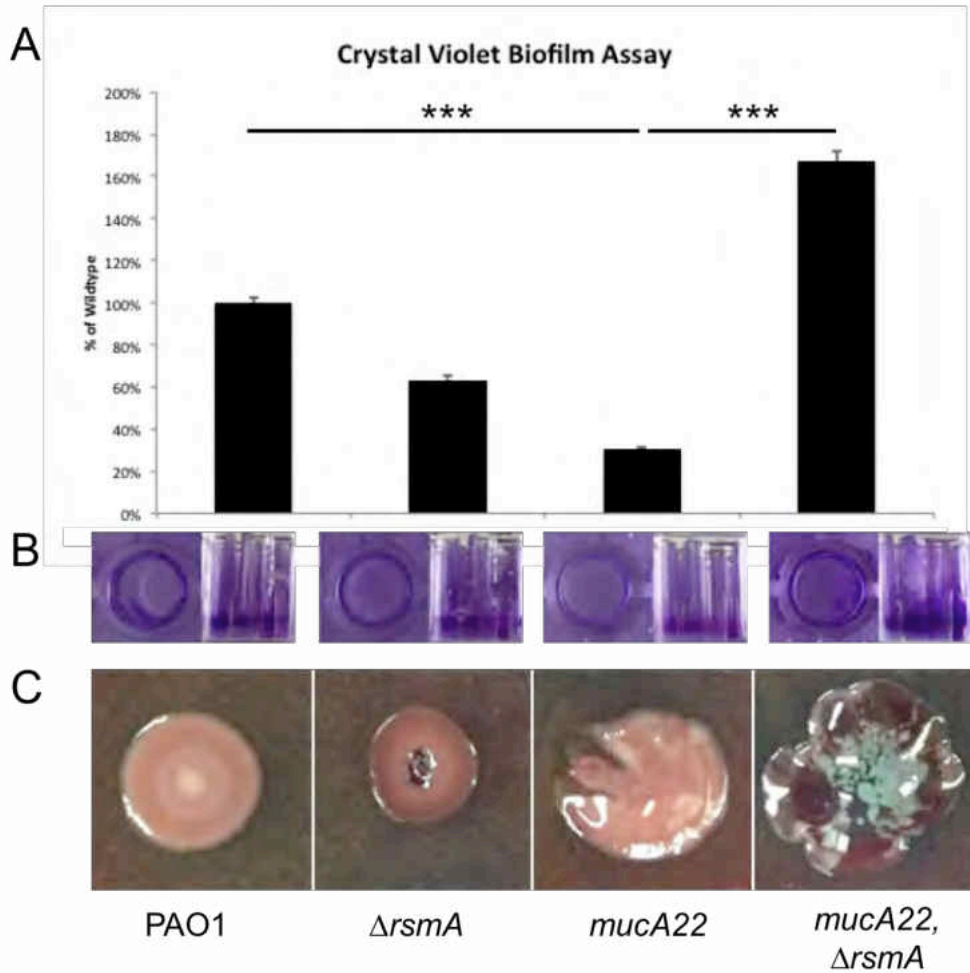 A
Crystal Violet Biofilm Assay
200%
180%
160%
140%
120%
100%
80%
60%
40%
20%
0%
% of Wildtype
***
***
B
C
PAO1
ΔrsmA
mucA22
mucA22,
ΔrsmA